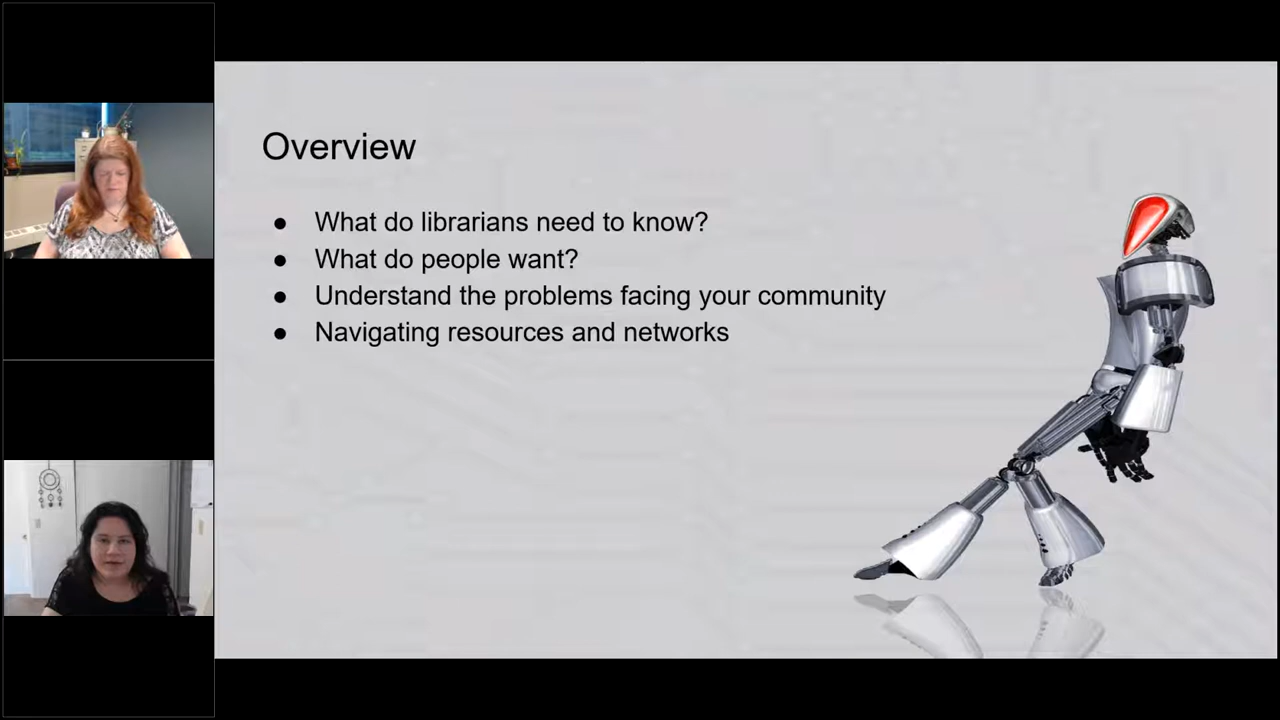 Overview
● What do librarians need to know?
● What do people want?
● Understand the problems facing your community
● Navigating resources and networks